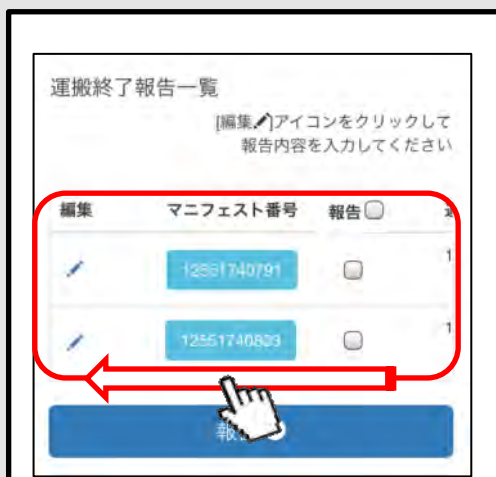 運搬終了報告一覧
[編集]アイコンをクリックして
報告内容を入力してください
編集 マニフェスト番号 報告
12551740791
12551740803
報